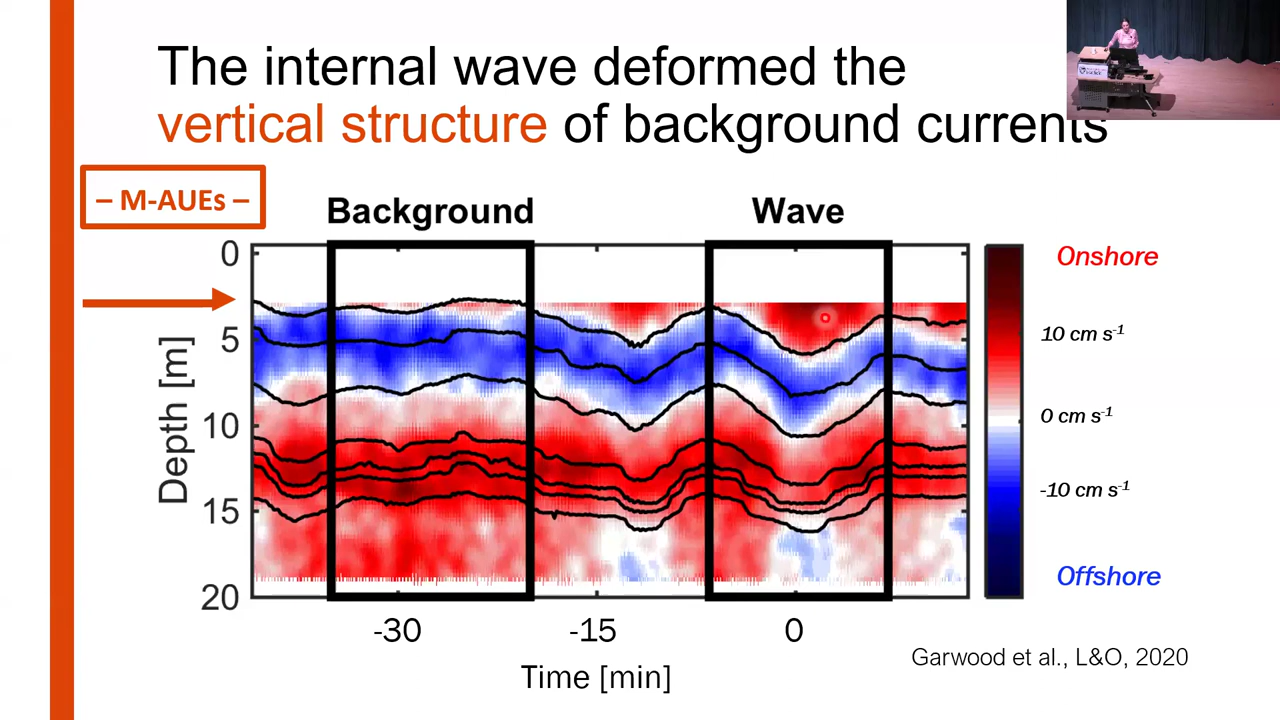 The internal wave deformed the
vertical structure of background currents
– M-AUEs –
Background
Wave
0
5
10
15
20
Depth [m]
-30
-15
0
Time [min]
Onshore
10 cm s-1
0 cm s-1
-10 cm s-1
Offshore
Garwood et al., L&O, 2020